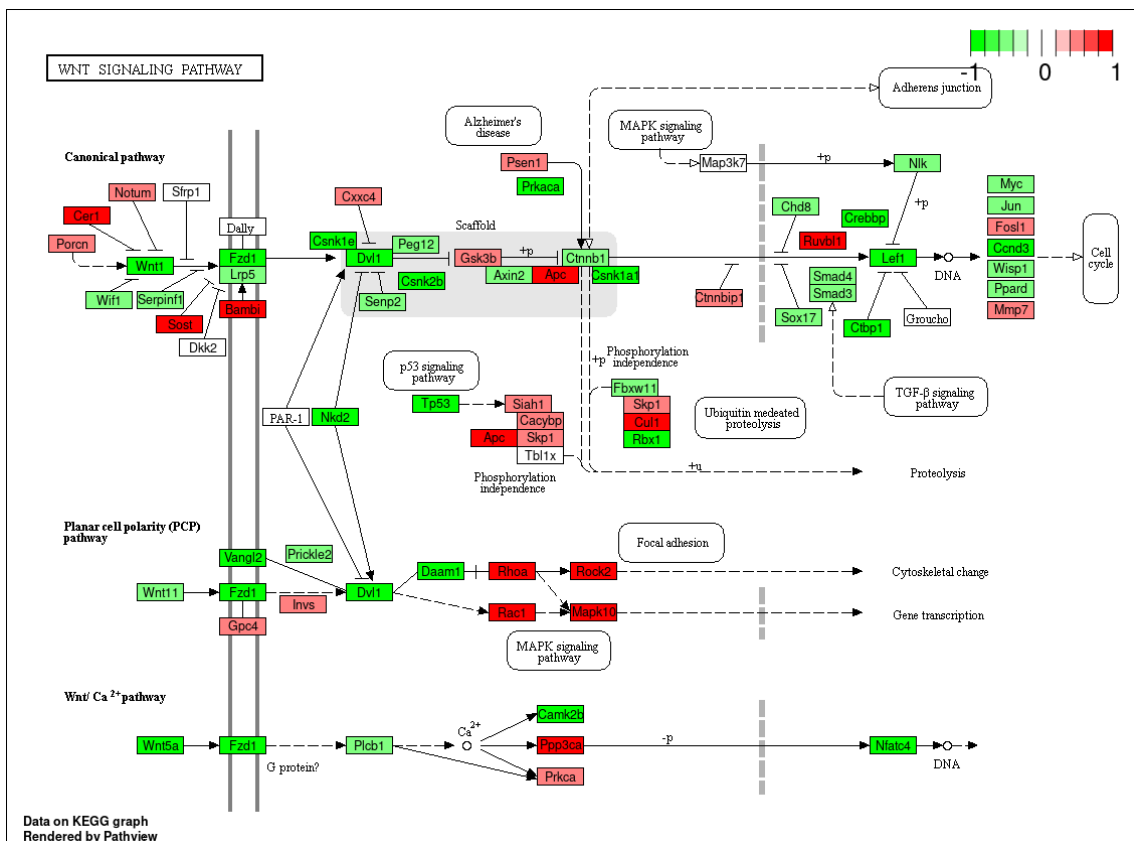 WNT SIGNALING PATHWAY
-1 0 1
Adherens junction
Alzheimer's
disease
MAPK signaling
pathway
Canonical pathway
Psen1
Prkaca
Map3k7
+p
Nlk
Notum
Sfrp1
Cxxc4
Chd8
Crebbp
+p
Myc
Jun
Fosl1
Ccnd3
Wisp1
Ppard
Mmp7
Cell
cycle
Cer1
Porcn
Wnt1
Dally
Fzd1
Lrp5
Csnk1e
Dvl1
Peg12
Scaffold
Gsk3b
+p
Ctnnb1
Axin2
Apc
Csnk1a1
Csnk2b
Senp2
Ruvbl1
Lef1
DNA
Wif1
Serpinf1
Sost
Bambi
Dkk2
Ctnnbip1
Smad4
Smad3
Sox17
Ctbp1
Groucho
p53 signaling
pathway
+p
Phosphorylation
independence
TGF-β signaling
pathway
PAR-1
Nkd2
Tp53
Siah1
Cacybp
Apc
Skp1
Tbl1x
Phosphorylation
independence
Fbxw11
Skp1
Cul1
Rbx1
Ubiquitin medeated
proteolysis
+u
Proteolysis
Planar cell polarity (PCP)
pathway
Vangl2
Prickle2
Daam1
Rhoa
Rock2
Focal adhesion
Cytoskeletal change
Wnt11
Fzd1
Invs
Dvl1
Gpc4
Rac1
Mapk10
Gene transcription
MAPK signaling
pathway
Wnt/ Ca2+ pathway
Wnt5a
Fzd1
G protein?
Plcb1
Ca2+
Camk2b
Ppp3ca
Prkca
-p
Nfatc4
DNA
Data on KEGG graph
Rendered by Pathview